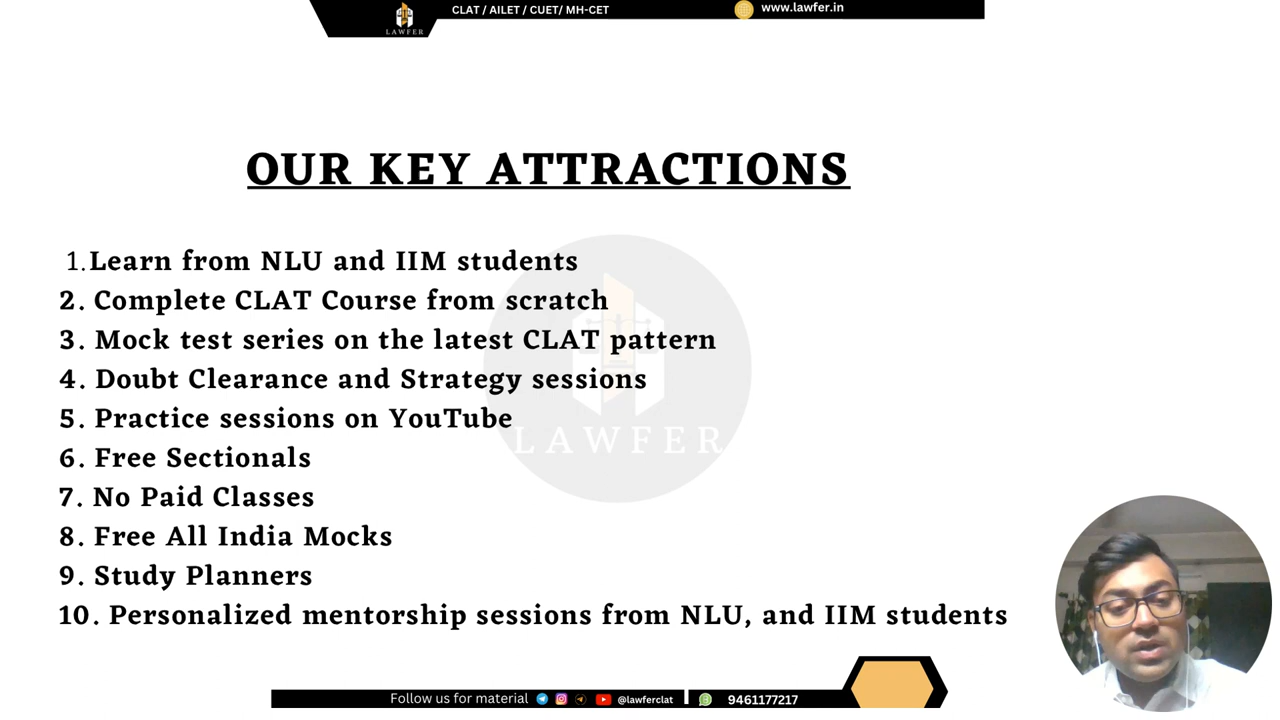 CLAT / AILET / CUET/ MH-CET
www.lawfer.in
LAWFER
OUR KEY ATTRACTIONS
1.Learn from NLU and IIM students
2. Complete CLAT Course from scratch
3. Mock test series on the latest CLAT pattern
4. Doubt Clearance and Strategy sessions
5. Practice sessions on YouTube
LAWFER
6. Free Sectionals
7. No Paid Classes
8. Free All India Mocks
9. Study Planners
10. Personalized mentorship sessions from NLU, and IIM students
Follow us for material @lawferclat 9461177217